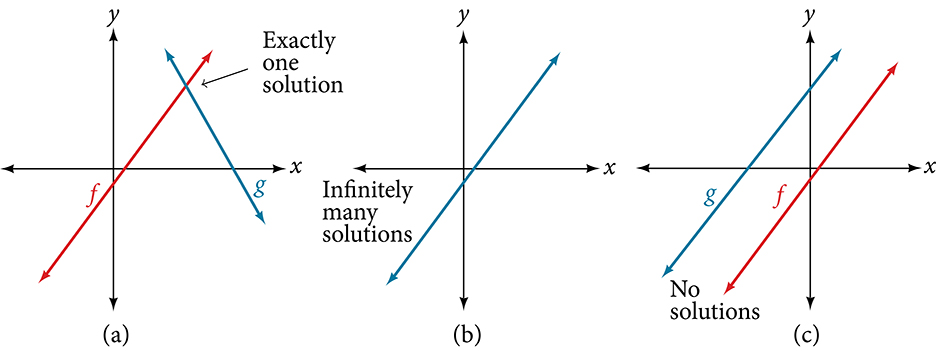 y
Exactly
one
solution
x
f
g
(a)
y
x
Infinitely
many
solutions
(b)
y
x
g
f
No
solutions
(c)